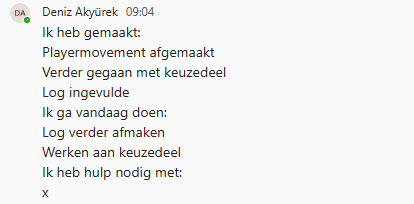 DA Deniz Akyürek 09:04
Ik heb gemaakt:
Playermovement afgemaakt
Verder gegaan met keuzedeel
Log ingevulde
Ik ga vandaag doen:
Log verder afmaken
Werken aan keuzedeel
Ik heb hulp nodig met:
x